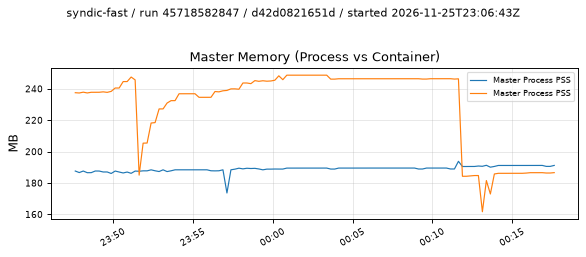 syndic-fast / run 45718582847 / d42d0821651d / started 2026-11-25T23:06:43Z
Master Memory (Process vs Container)
Master Process PSS
Master Process PSS
MB
240
220
200
180
160
23:50
23:55
00:00
00:05
00:10
00:15